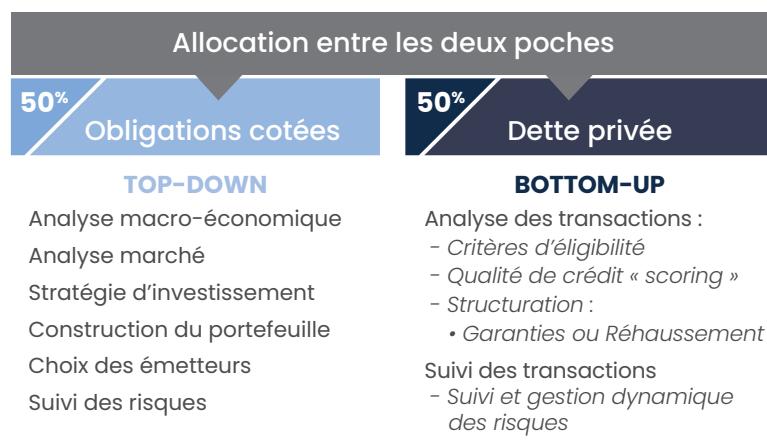 Allocation entre les deux poches
50%
Obligations cotées
TOP-DOWN
Analyse macro-économique
Analyse marché
Stratégie d’investissement
Construction du portefeuille
Choix des émetteurs
Suivi des risques
50%
Dette privée
BOTTOM-UP
Analyse des transactions :
- Critères d’éligibilité
- Qualité de crédit « scoring »
- Structuration :
• Garanties ou Réhaussement
Suivi des transactions
- Suivi et gestion dynamique
des risques